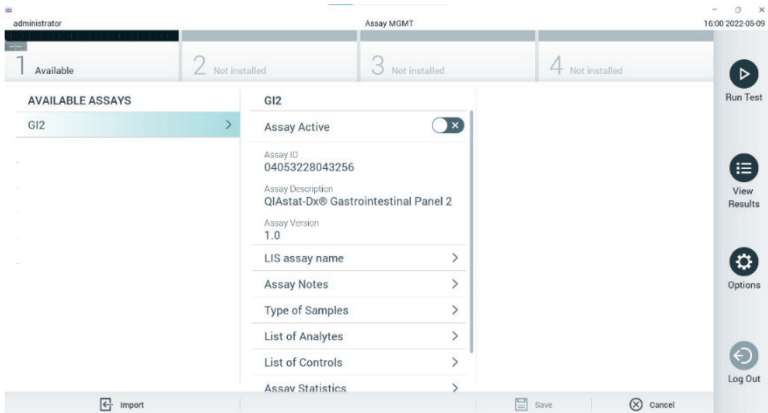 administrator
Assay MGMT
16:00 2022-05-09
1 Available
2 Not installed
3 Not installed
4 Not installed
AVAILABLE ASSAYS
GI2
GI2
Assay Active
Assay ID
04053228043256
Assay Description
QIAstat-Dx® Gastrointestinal Panel 2
Assay Version
1.0
LIS assay name
Assay Notes
Type of Samples
List of Analytes
List of Controls
Assay Statistics
Run Test
View
Results
Options
Log Out
Import
Save
Cancel